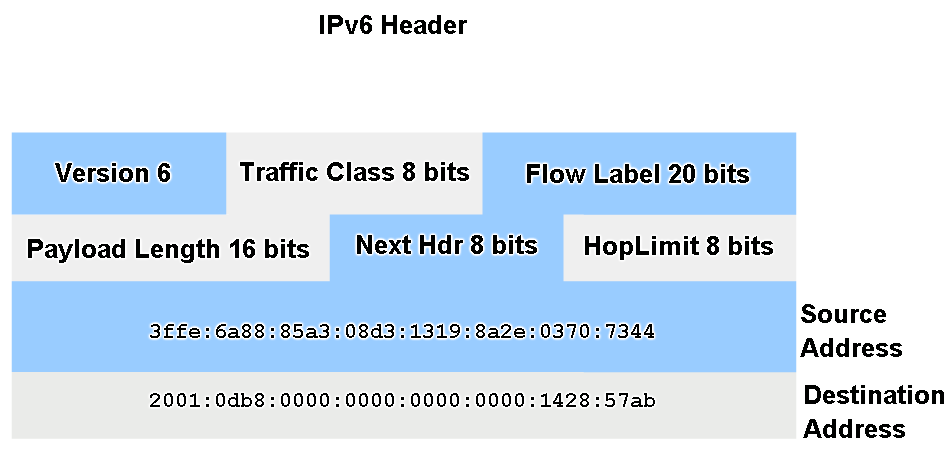 IPv6 Header
Version 6 Traffic Class 8 bits Flow Label 20 bits
Payload Length 16 bits Next Hdr 8 bits HopLimit 8 bits
3ffe:6a88:85a3:08d3:1319:8a2e:0370:7344
Source
Address
2001:0db8:0000:0000:0000:0000:1428:57ab
Destination
Address